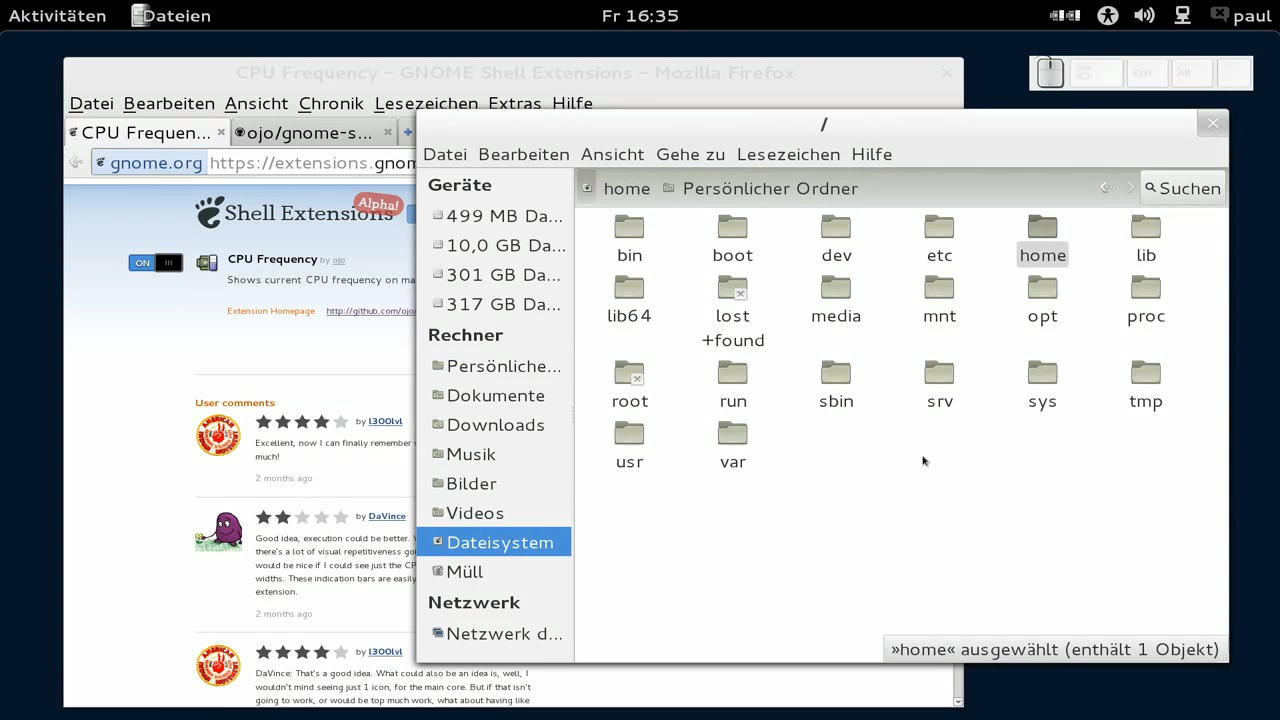 Aktivitäten
Dateien
Fr 16:35
paul
CPU Frequency – GNOME Shell Extensions – Mozilla Firefox
Datei Bearbeiten Ansicht Chronik Lesezeichen Extras Hilfe
CPU Frequen...
ojo/gnome-s...
gnome.org https://extensions.gnom
Shell Extensions
Alpha!
ON
CPU Frequency by ojo
Shows current CPU frequency on ma
Extension Homepage http://github.com/ojo/
User comments
by l300lvl
Excellent, now I can finally remember
much!
2 months ago
by DaVince
Good idea, execution could be better.
there's a lot of visual repetitiveness
would be nice if I could see just the
widths. These indication bars are easily
extension.
2 months ago
by l300lvl
DaVince: That's a good idea. What could also be an idea is, well, I
wouldn't mind seeing just 1 icon, for the main core. But if that isn't
going to work, or would be top much work, what about having like
Ctrl
Alt
/
Datei Bearbeiten Ansicht Gehe zu Lesezeichen Hilfe
home Persönlicher Ordner
Suchen
Geräte
499 MB Da...
10,0 GB Da...
301 GB Da...
317 GB Da...
Rechner
Persönliche...
Dokumente
Downloads
Musik
Bilder
Videos
Dateisystem
Müll
Netzwerk
Netzwerk d...
bin boot dev etc home lib
lib64 lost media mnt opt proc
+found
root run sbin srv sys tmp
usr var
»home« ausgewählt (enthält 1 Objekt)